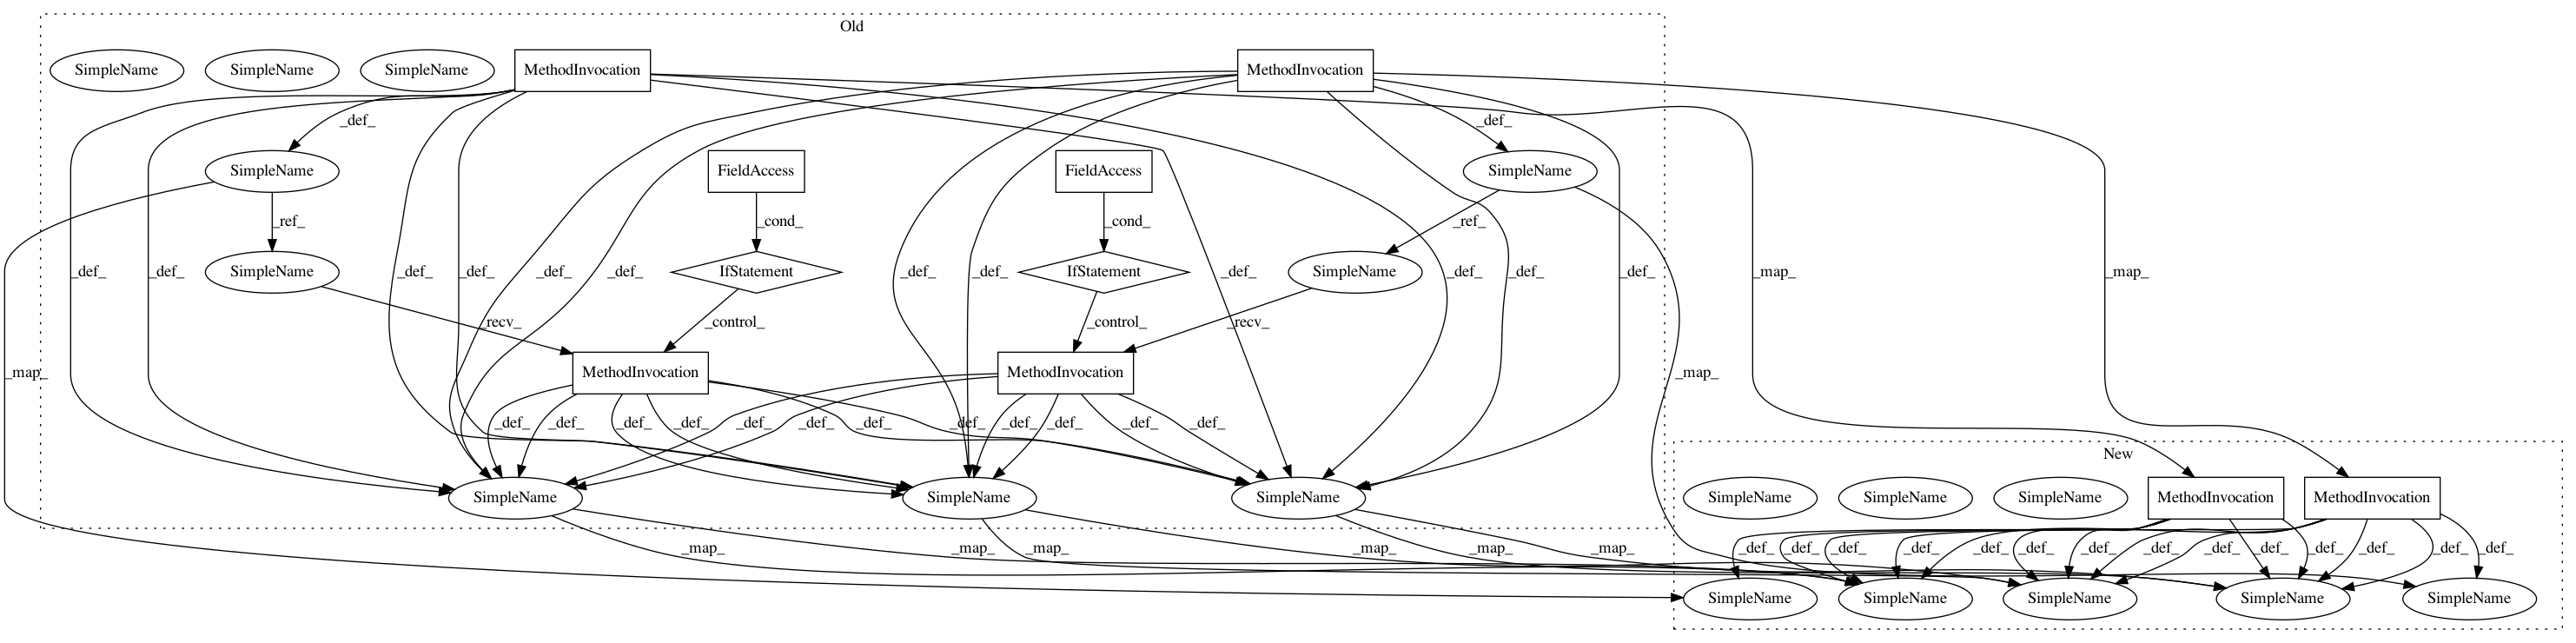 Old
SimpleName SimpleName SimpleName MethodInvocation MethodInvocation
_def_ _def_
SimpleName FieldAccess FieldAccess SimpleName
_ref_ _cond_ _cond_ _ref_
_def_ _def_ _def_ _def_ _def_ _def_ _def_ _def_ _def_ _def_ _def_ _def_ _map_ _map_
SimpleName IfStatement IfStatement SimpleName
_recv_ _control_ _control_ _recv_
_map_ MethodInvocation MethodInvocation _map_
_def_ _def_ _def_ _def_ _def_ _def_ _def_ _def_ _def_ _def_ _def_ _def_
New
SimpleName SimpleName SimpleName SimpleName SimpleName SimpleName MethodInvocation MethodInvocation
_map_ _map_ _map_ _map_ _map_ _map_ _def_ _def_ _def_ _def_ _def_ _def_ _def_ _def_ _def_ _def_ _def_ _def_ _def_ _def_
SimpleName SimpleName SimpleName SimpleName SimpleName